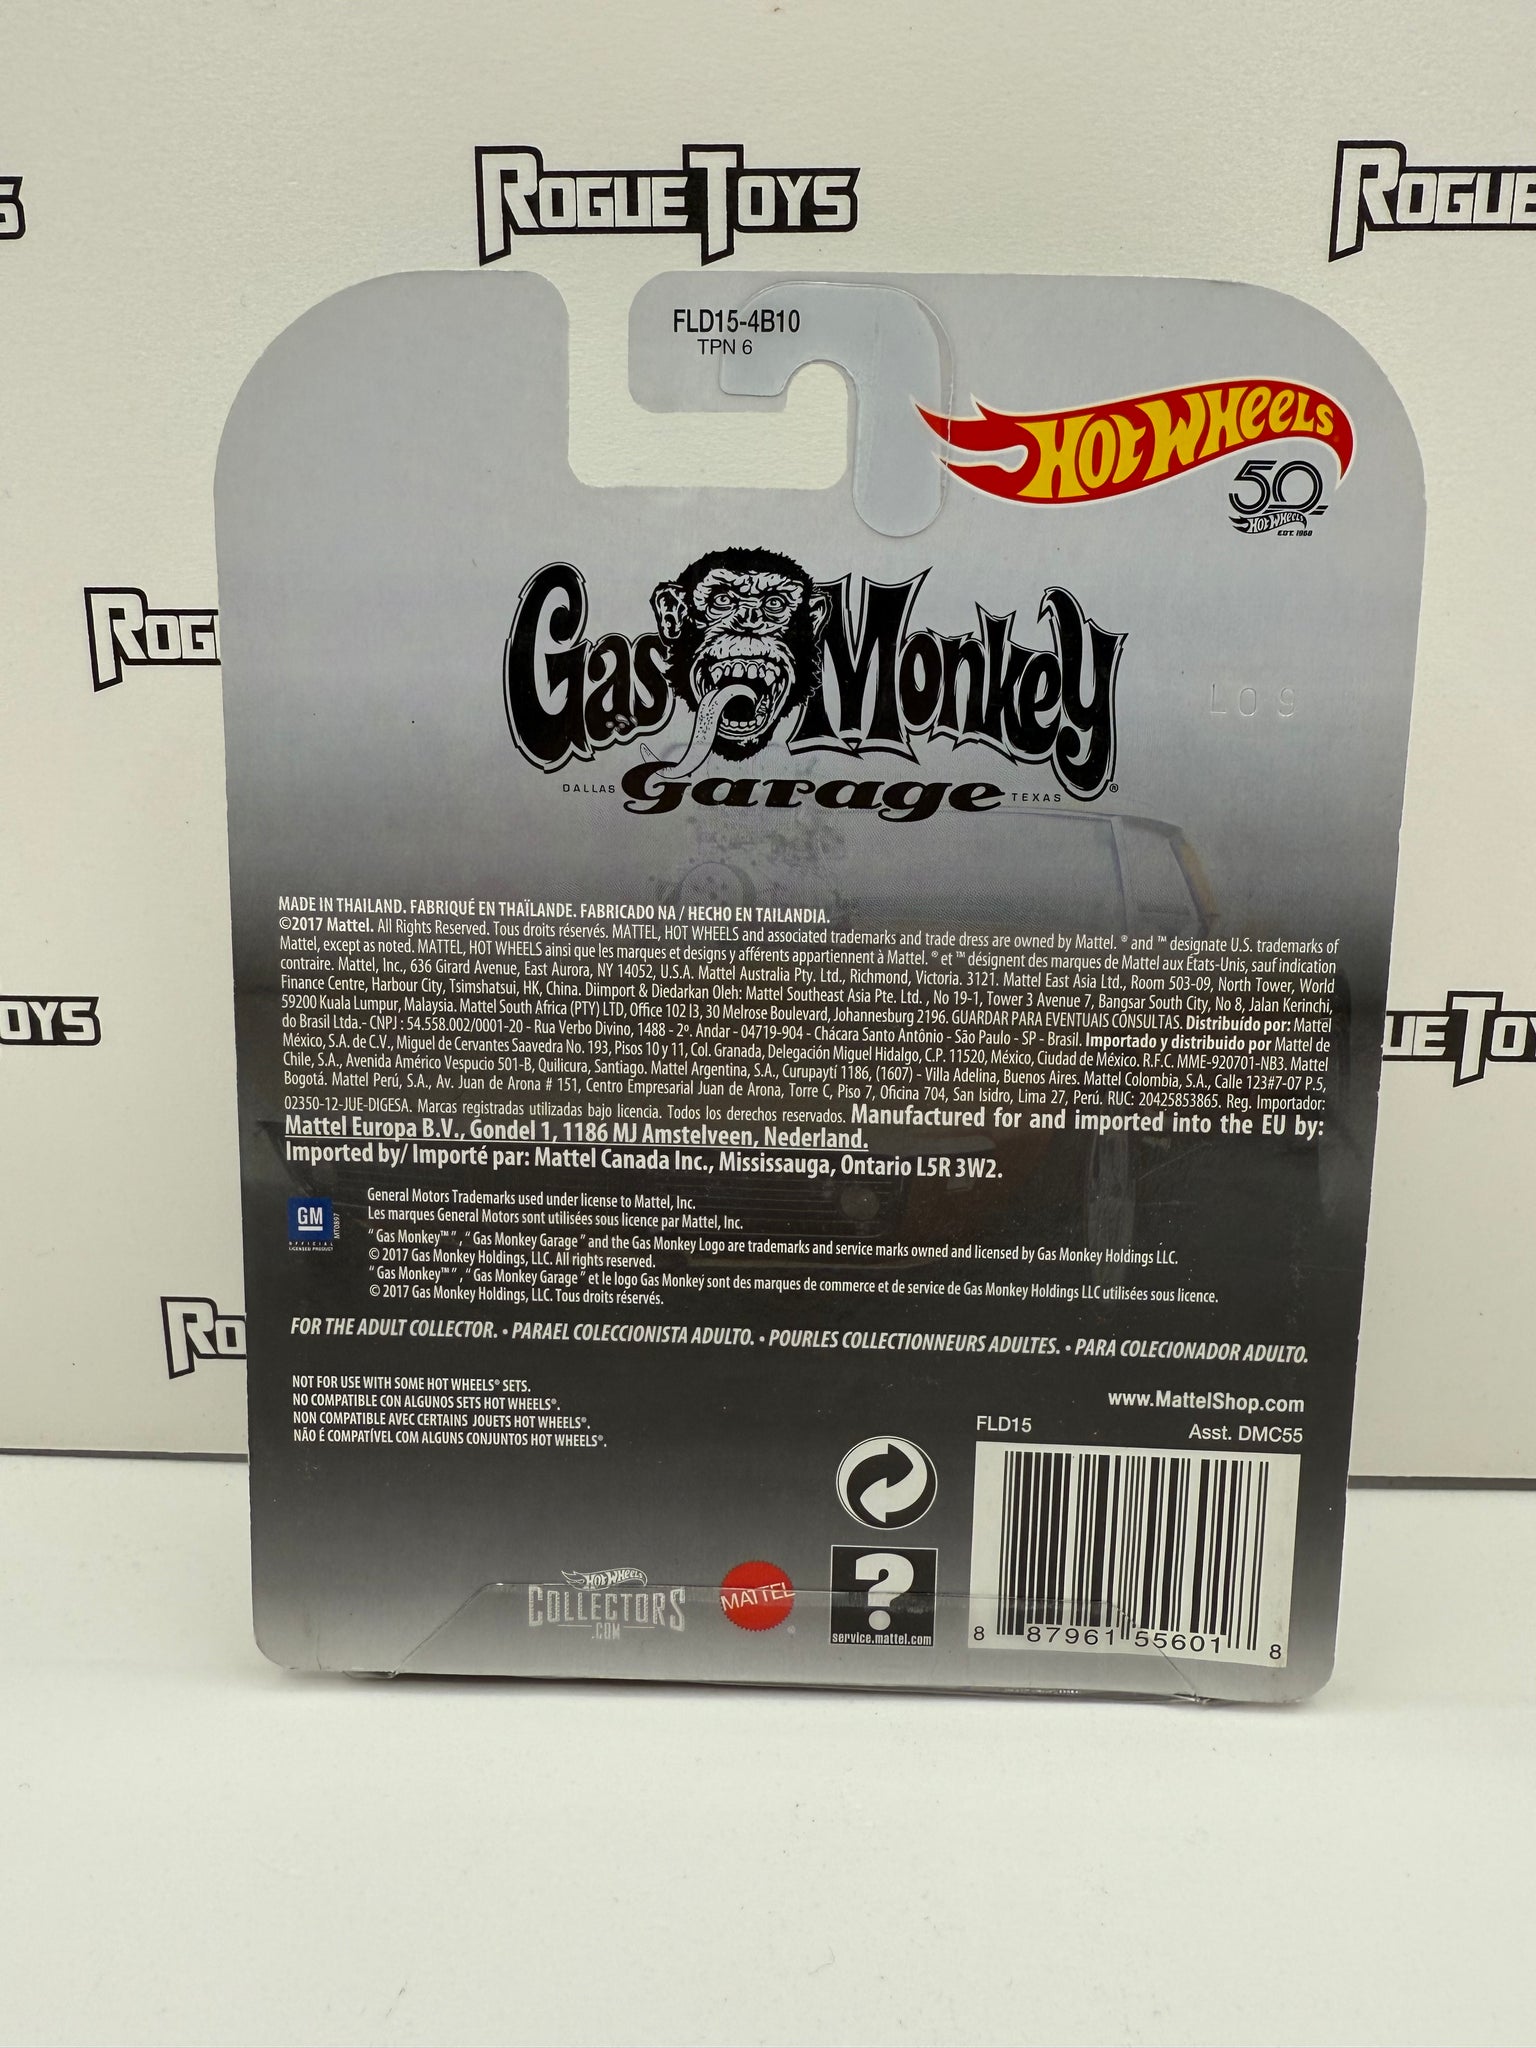 ROGUE TOYS
ROGUE
S
FLD15-4B10
TPN 6
HOT WHEELS
50
HOT WHEELS
EST. 1968
ROG
Gas Monkey
DALLAS Garage TEXAS ®
LO9
MADE IN THAILAND. FABRIQUÉ EN THAÏLANDE. FABRICADO NA / HECHO EN TAILANDIA.
©2017 Mattel. All Rights Reserved. Tous droits réservés. MATTEL, HOT WHEELS and associated trademarks and trade dress are owned by Mattel. ® and ™ designate U.S. trademarks of
Mattel, except as noted. MATTEL, HOT WHEELS ainsi que les marques et designs y afférents appartiennent à Mattel. ® et ™ désignent des marques de Mattel aux États-Unis, sauf indication
contraire. Mattel, Inc., 636 Girard Avenue, East Aurora, NY 14052, U.S.A. Mattel Australia Pty. Ltd., Richmond, Victoria. 3121. Mattel East Asia Ltd., Room 503-09, North Tower, World
Finance Centre, Harbour City, Tsimshatsui, HK, China. Diimport & Diedarkan Oleh: Mattel Southeast Asia Pte. Ltd. , No 19-1, Tower 3 Avenue 7, Bangsar South City, No 8, Jalan Kerinchi,
59200 Kuala Lumpur, Malaysia. Mattel South Africa (PTY) LTD, Office 102 I3, 30 Melrose Boulevard, Johannesburg 2196. GUARDAR PARA EVENTUAIS CONSULTAS. Distribuído por: Mattel
do Brasil Ltda.- CNPJ : 54.558.002/0001-20 - Rua Verbo Divino, 1488 - 2º. Andar - 04719-904 - Chácara Santo Antônio - São Paulo - SP - Brasil. Importado y distribuido por Mattel de
México, S.A. de C.V., Miguel de Cervantes Saavedra No. 193, Pisos 10 y 11, Col. Granada, Delegación Miguel Hidalgo, C.P. 11520, México, Ciudad de México. R.F.C. MME-920701-NB3. Mattel
Chile, S.A., Avenida Américo Vespucio 501-B, Quilicura, Santiago. Mattel Argentina, S.A., Curupaytí 1186, (1607) - Villa Adelina, Buenos Aires. Mattel Colombia, S.A., Calle 123#7-07 P.5,
Bogotá. Mattel Perú, S.A., Av. Juan de Arona # 151, Centro Empresarial Juan de Arona, Torre C, Piso 7, Oficina 704, San Isidro, Lima 27, Perú. RUC: 20425853865. Reg. Importador:
02350-12-JUE-DIGESA. Marcas registradas utilizadas bajo licencia. Todos los derechos reservados. Manufactured for and imported into the EU by:
Mattel Europa B.V., Gondel 1, 1186 MJ Amstelveen, Nederland.
Imported by/ Importé par: Mattel Canada Inc., Mississauga, Ontario L5R 3W2.
GM
OFFICIAL
LICENSED PRODUCT
MT0897
General Motors Trademarks used under license to Mattel, Inc.
Les marques General Motors sont utilisées sous licence par Mattel, Inc.
“ Gas Monkey™ ” , “ Gas Monkey Garage ” and the Gas Monkey Logo are trademarks and service marks owned and licensed by Gas Monkey Holdings LLC.
© 2017 Gas Monkey Holdings, LLC. All rights reserved.
“ Gas Monkey™ ” , “ Gas Monkey Garage ” et le logo Gas Monkey sont des marques de commerce et de service de Gas Monkey Holdings LLC utilisées sous licence.
© 2017 Gas Monkey Holdings, LLC. Tous droits réservés.
FOR THE ADULT COLLECTOR. • PARAEL COLECCIONISTA ADULTO. • POURLES COLLECTIONNEURS ADULTES. • PARA COLECIONADOR ADULTO.
NOT FOR USE WITH SOME HOT WHEELS® SETS.
NO COMPATIBLE CON ALGUNOS SETS HOT WHEELS®.
NON COMPATIBLE AVEC CERTAINS JOUETS HOT WHEELS®.
NÃO É COMPATÍVEL COM ALGUNS CONJUNTOS HOT WHEELS®.
www.MattelShop.com
FLD15
Asst. DMC55
HOT WHEELS
COLLECTORS
.COM
MATTEL
®
?
service.mattel.com
8 87961 55601 8
OYS
UE TOY
RO